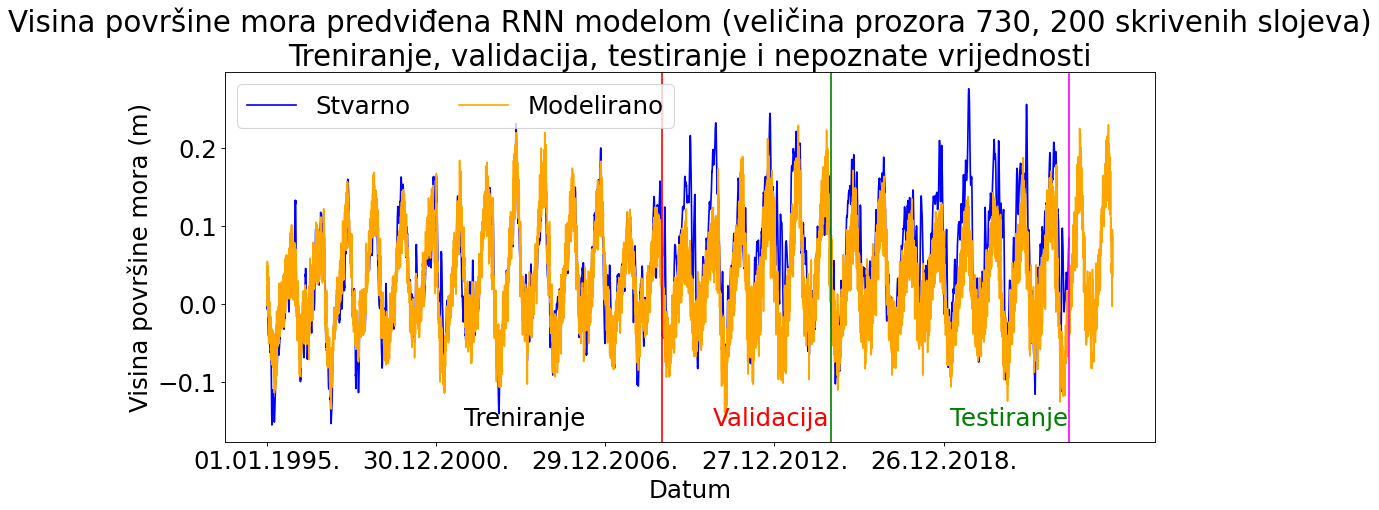 Visina površine mora predviđena RNN modelom (veličina prozora 730, 200 skrivenih slojeva)
Treniranje, validacija, testiranje i nepoznate vrijednosti
Stvarno
Modelirano
Visina površine mora (m)
0.2
0.1
0.0
−0.1
Treniranje
Validacija
Testiranje
01.01.1995.
30.12.2000.
29.12.2006.
27.12.2012.
26.12.2018.
Datum